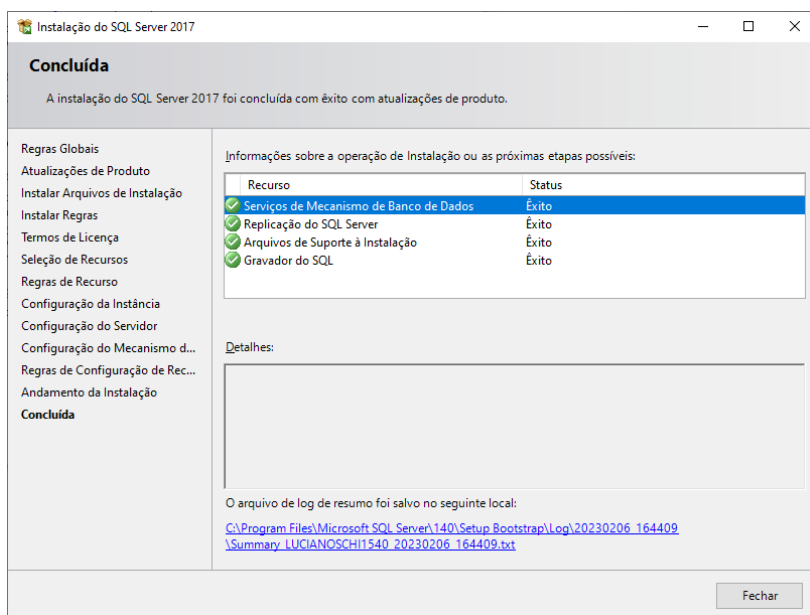 Instalação do SQL Server 2017
Concluída
A instalação do SQL Server 2017 foi concluída com êxito com atualizações de produto.
Regras Globais
Atualizações de Produto
Instalar Arquivos de Instalação
Instalar Regras
Termos de Licença
Seleção de Recursos
Regras de Recurso
Configuração da Instância
Configuração do Servidor
Configuração do Mecanismo d...
Regras de Configuração de Rec...
Andamento da Instalação
Concluída
Informações sobre a operação de Instalação ou as próximas etapas possíveis:
Recurso Status
Serviços de Mecanismo de Banco de Dados Êxito
Replicação do SQL Server Êxito
Arquivos de Suporte à Instalação Êxito
Gravador do SQL Êxito
Detalhes:
O arquivo de log de resumo foi salvo no seguinte local:
C:\Program Files\Microsoft SQL Server\140\Setup Bootstrap\Log\20230206_164409
\Summary_LUCIANOSCHI1540_20230206_164409.txt
Fechar